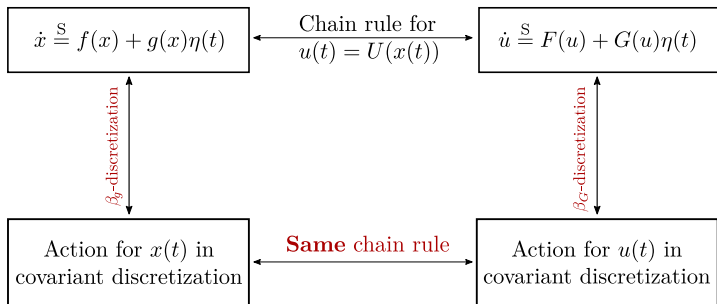 ẋ S= f(x) + g(x)η(t)
Chain rule for
u(t) = U(x(t))
u̇ S= F(u) + G(u)η(t)
β_g-discretization
β_G-discretization
Action for x(t) in
covariant discretization
Same chain rule
Action for u(t) in
covariant discretization